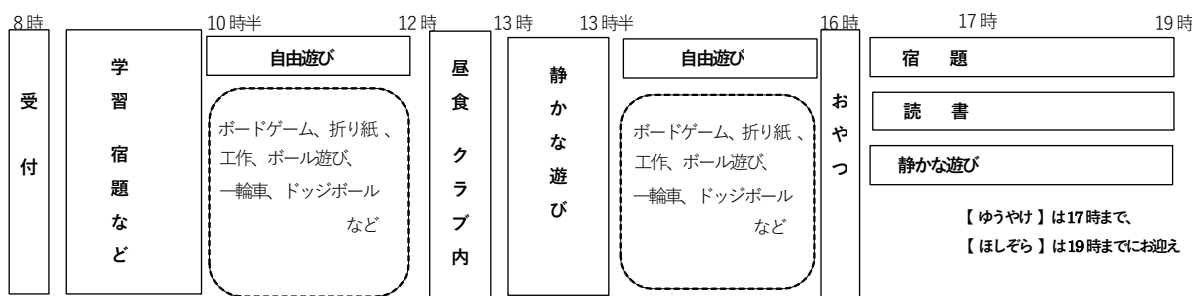 8時
10時半
12時
13時
13時半
16時
17時
19時
受付
学習 宿題など
自由遊び
ボードゲーム、折り紙、
工作、ボール遊び、
一輪車、ドッジボール
など
昼食 クラブ内
静かな遊び
自由遊び
ボードゲーム、折り紙、
工作、ボール遊び、
一輪車、ドッジボール
など
おやつ
宿 題
読 書
静かな遊び
【 ゆうやけ 】は17時まで、
【 ほしぞら 】は19時までにお迎え